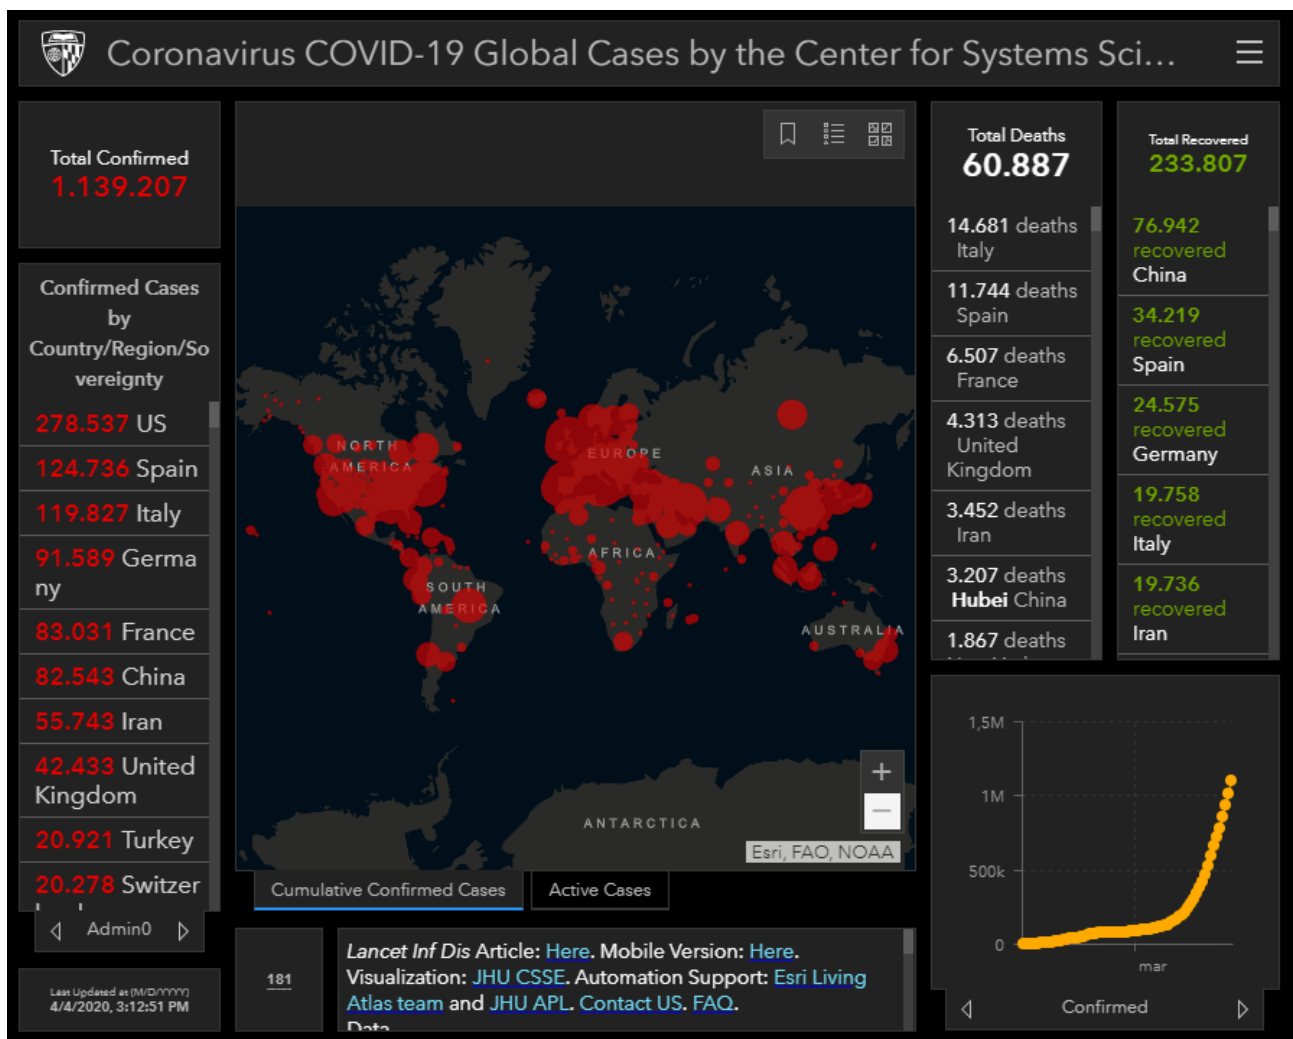 Coronavirus COVID-19 Global Cases by the Center for Systems Sci...
Total Confirmed
1.139.207
Confirmed Cases
by
Country/Region/So
vereignty
278.537 US
124.736 Spain
119.827 Italy
91.589 Germa
ny
83.031 France
82.543 China
55.743 Iran
42.433 United
Kingdom
20.921 Turkey
20.278 Switzer
Admin0
Last Updated at (M/D/YYYY)
4/4/2020, 3:12:51 PM
NORTH
AMERICA
EUROPE
ASIA
AFRICA
SOUTH
AMERICA
AUSTRALIA
ANTARCTICA
+
−
Esri, FAO, NOAA
Cumulative Confirmed Cases
Active Cases
181
Lancet Inf Dis Article: Here. Mobile Version: Here.
Visualization: JHU CSSE. Automation Support: Esri Living
Atlas team and JHU APL. Contact US. FAQ.
Data
Total Deaths
60.887
14.681 deaths
Italy
11.744 deaths
Spain
6.507 deaths
France
4.313 deaths
United
Kingdom
3.452 deaths
Iran
3.207 deaths
Hubei China
1.867 deaths
Total Recovered
233.807
76.942
recovered
China
34.219
recovered
Spain
24.575
recovered
Germany
19.758
recovered
Italy
19.736
recovered
Iran
1,5M
1M
500k
0
mar
Confirmed